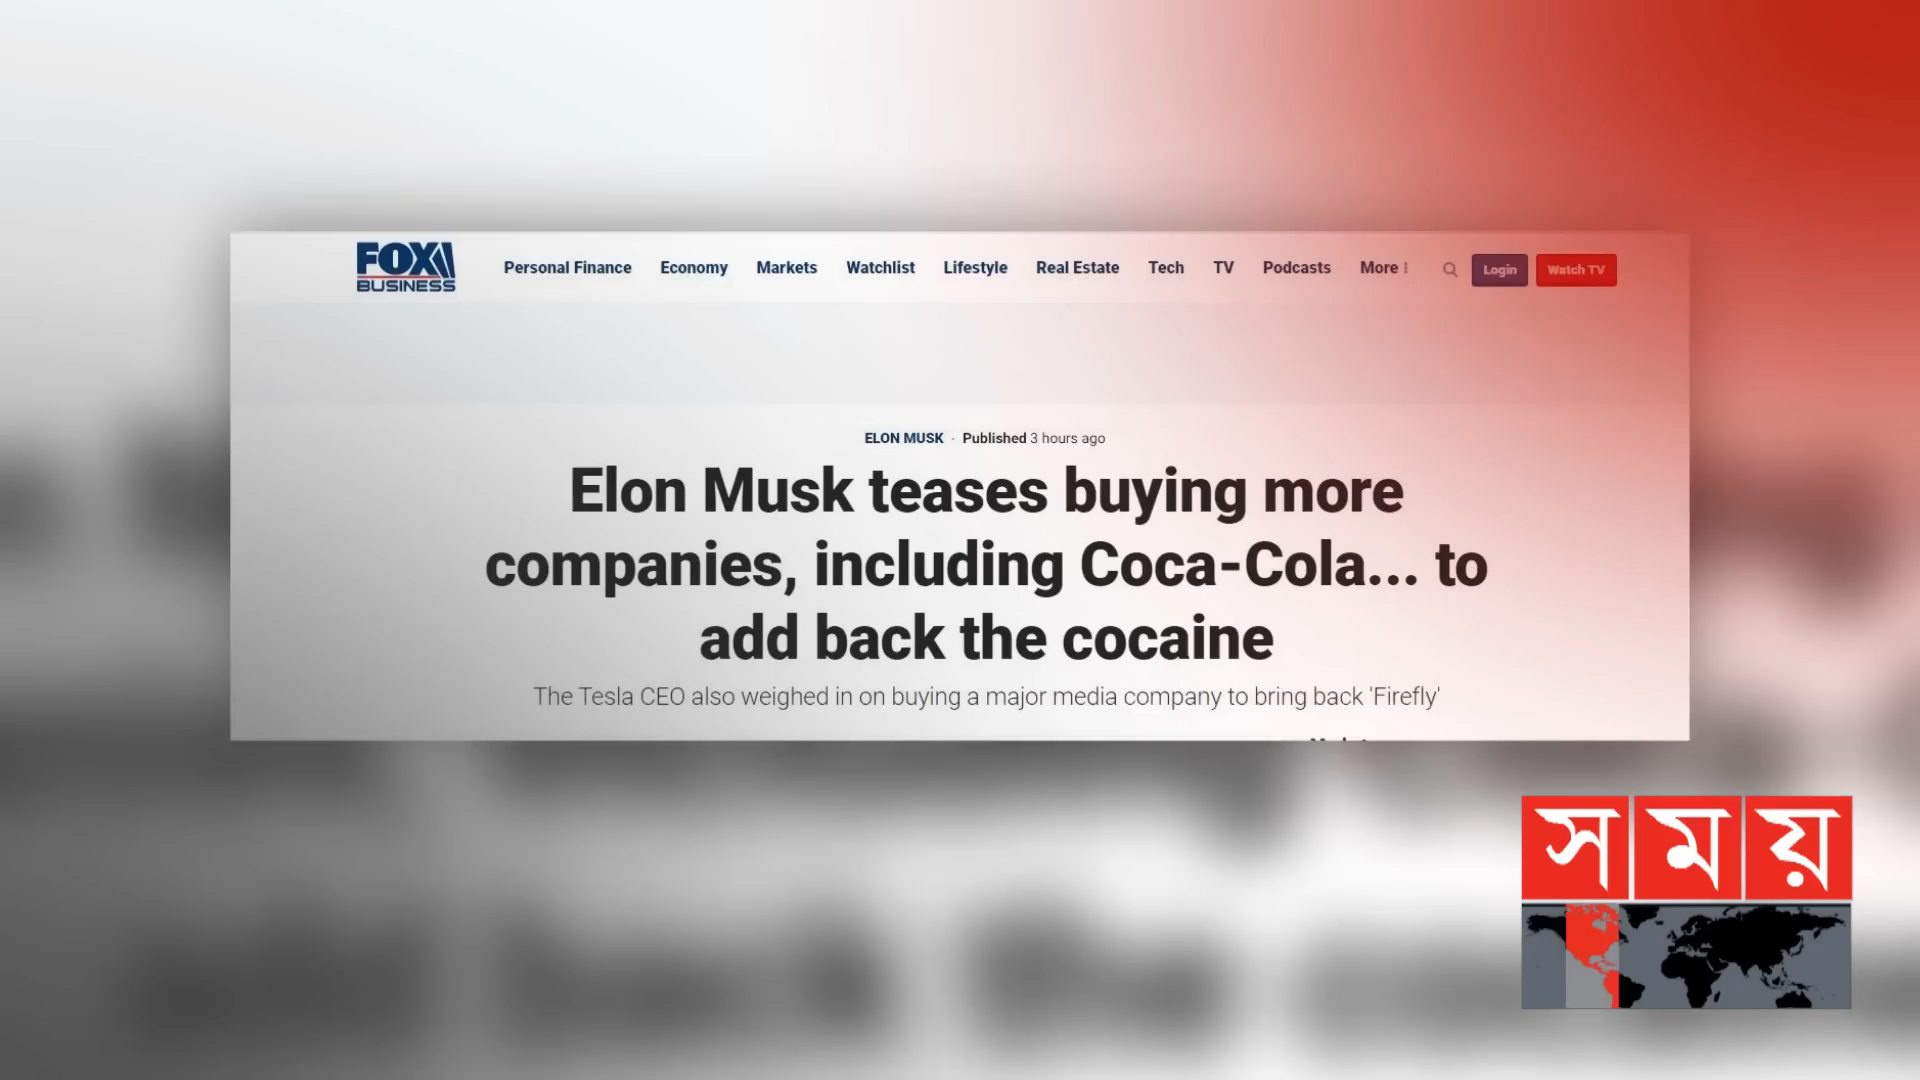 FOX
BUSINESS
Personal Finance Economy Markets Watchlist Lifestyle Real Estate Tech TV Podcasts More Login Watch TV
ELON MUSK · Published 3 hours ago
Elon Musk teases buying more
companies, including Coca-Cola... to
add back the cocaine
The Tesla CEO also weighed in on buying a major media company to bring back 'Firefly'
সময়